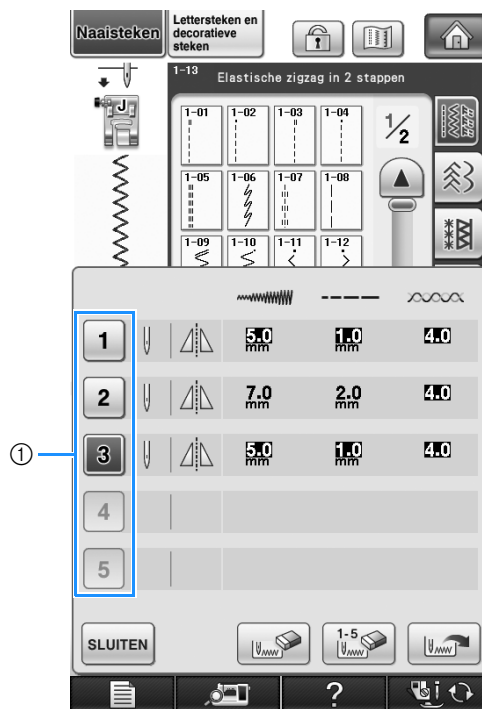 Naaisteken
Lettersteken en
decoratieve
steken
1-13 Elastische zigzag in 2 stappen
J
1-01 1-02 1-03 1-04
1/2
1-05 1-06 1-07 1-08
1-09 1-10 1-11 1-12
1 5.0 mm 1.0 mm 4.0
2 7.0 mm 2.0 mm 4.0
① 3 5.0 mm 1.0 mm 4.0
4
5
SLUITEN 1-5
? i